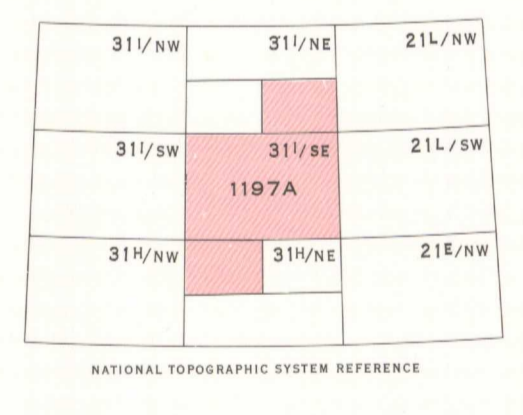 31I/NW 31I/NE 21L/NW
31I/SW 31I/SE 21L/SW
1197A
31H/NW 31H/NE 21E/NW
NATIONAL TOPOGRAPHIC SYSTEM REFERENCE